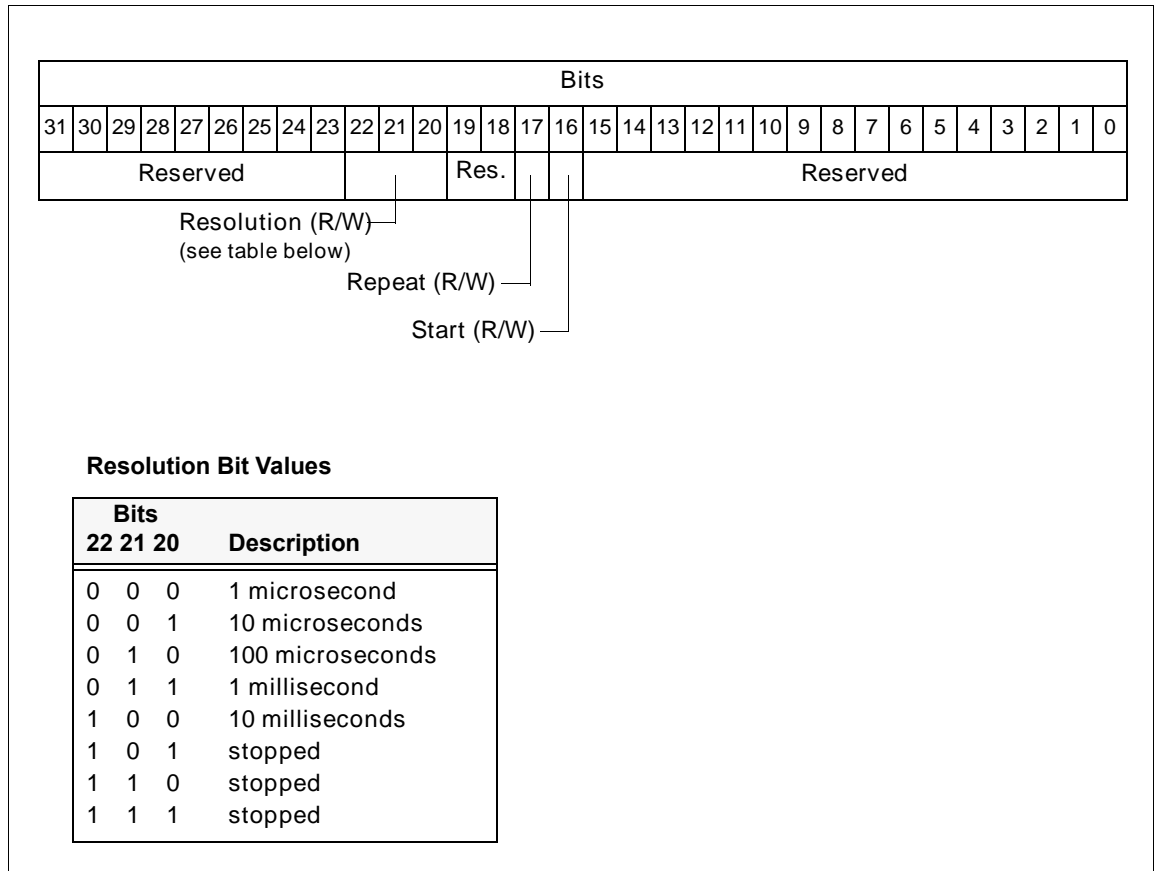 Bits
31 30 29 28 27 26 25 24 23 22 21 20 19 18 17 16 15 14 13 12 11 10 9 8 7 6 5 4 3 2 1 0
Reserved Res. Reserved
Resolution (R/W)
(see table below)
Repeat (R/W)
Start (R/W)
Resolution Bit Values
Bits
22 21 20 Description
0 0 0 1 microsecond
0 0 1 10 microseconds
0 1 0 100 microseconds
0 1 1 1 millisecond
1 0 0 10 milliseconds
1 0 1 stopped
1 1 0 stopped
1 1 1 stopped